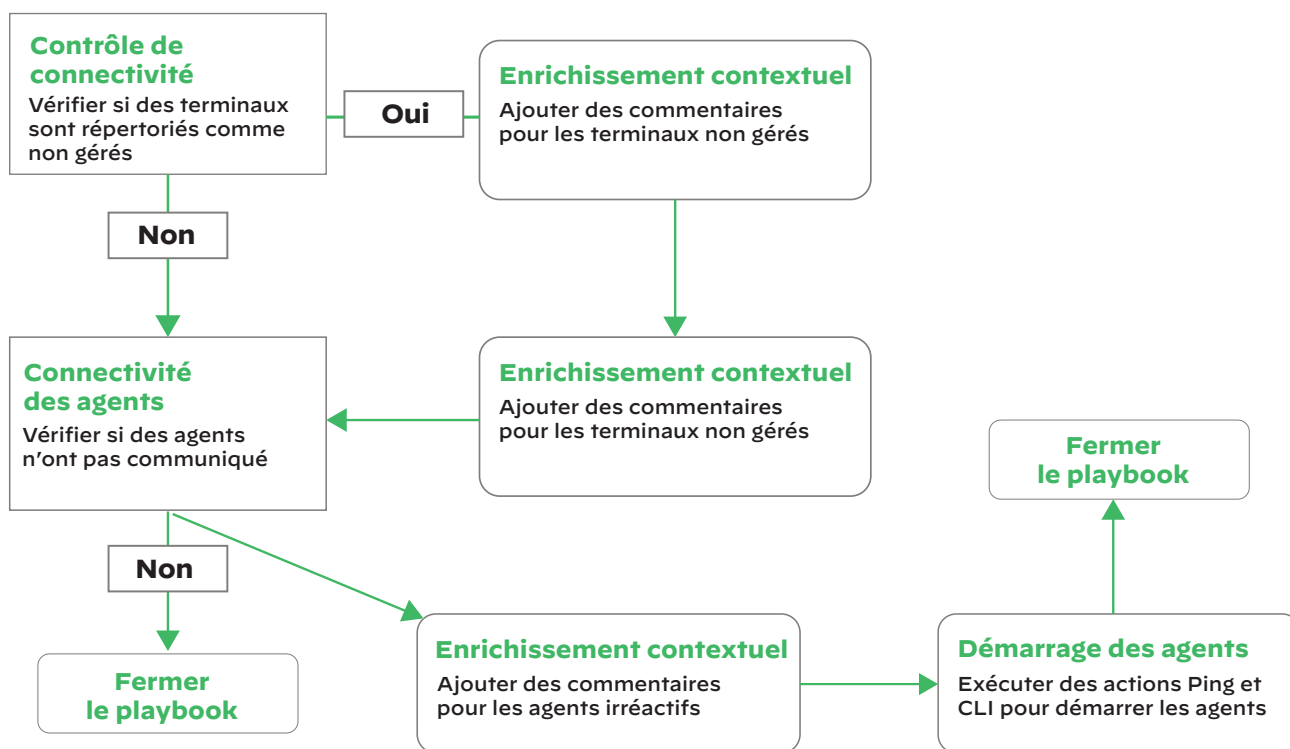 Contrôle de
connectivité
Vérifier si des terminaux
sont répertoriés comme
non gérés
Oui
Enrichissement contextuel
Ajouter des commentaires
pour les terminaux non gérés
Non
Connectivité
des agents
Vérifier si des agents
n'ont pas communiqué
Enrichissement contextuel
Ajouter des commentaires
pour les terminaux non gérés
Fermer
le playbook
Non
Fermer
le playbook
Enrichissement contextuel
Ajouter des commentaires
pour les agents irréactifs
Démarrage des agents
Exécuter des actions Ping et
CLI pour démarrer les agents